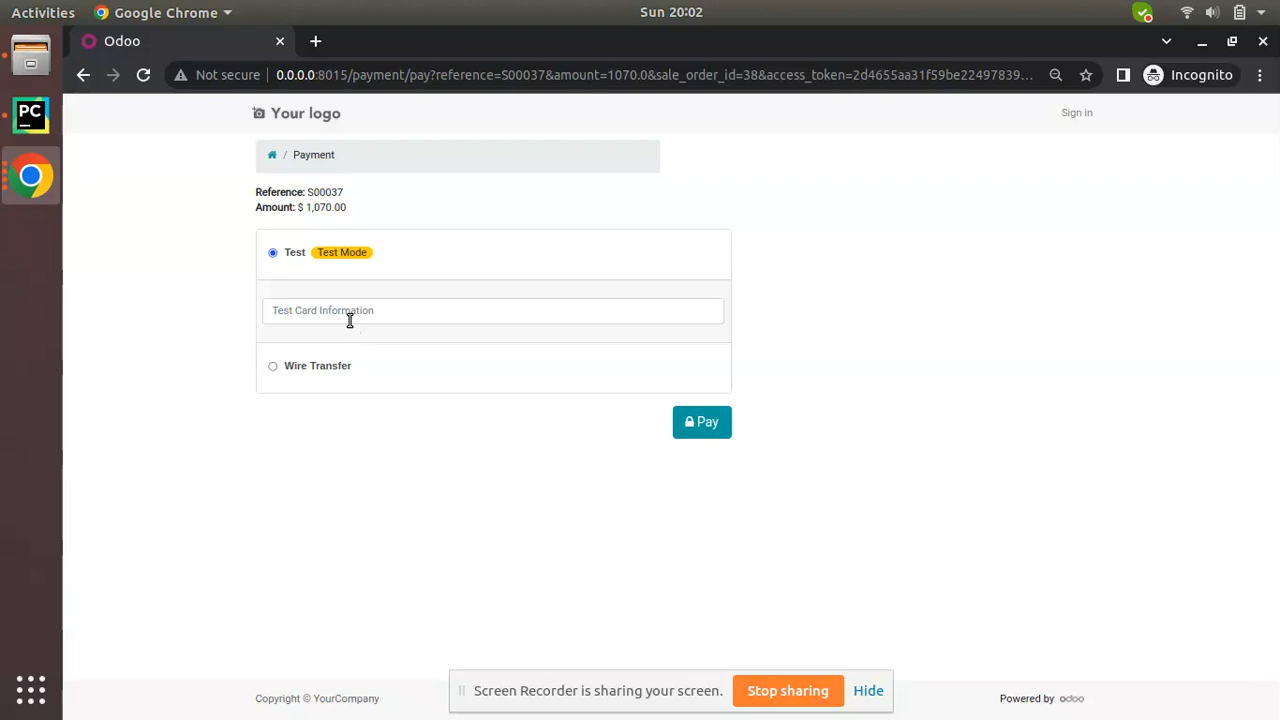 Activities Google Chrome Sun 20:02
Odoo
Not secure 0.0.0.0:8015/payment/pay?reference=S00037&amount=1070.0&sale_order_id=38&access_token=2d4655aa31f59be22497839... Incognito
Your logo Sign in
/ Payment
Reference: S00037
Amount: $ 1,070.00
Test Test Mode
Test Card Information
Wire Transfer
Pay
Screen Recorder is sharing your screen. Stop sharing Hide
Copyright © YourCompany Powered by odoo
PC